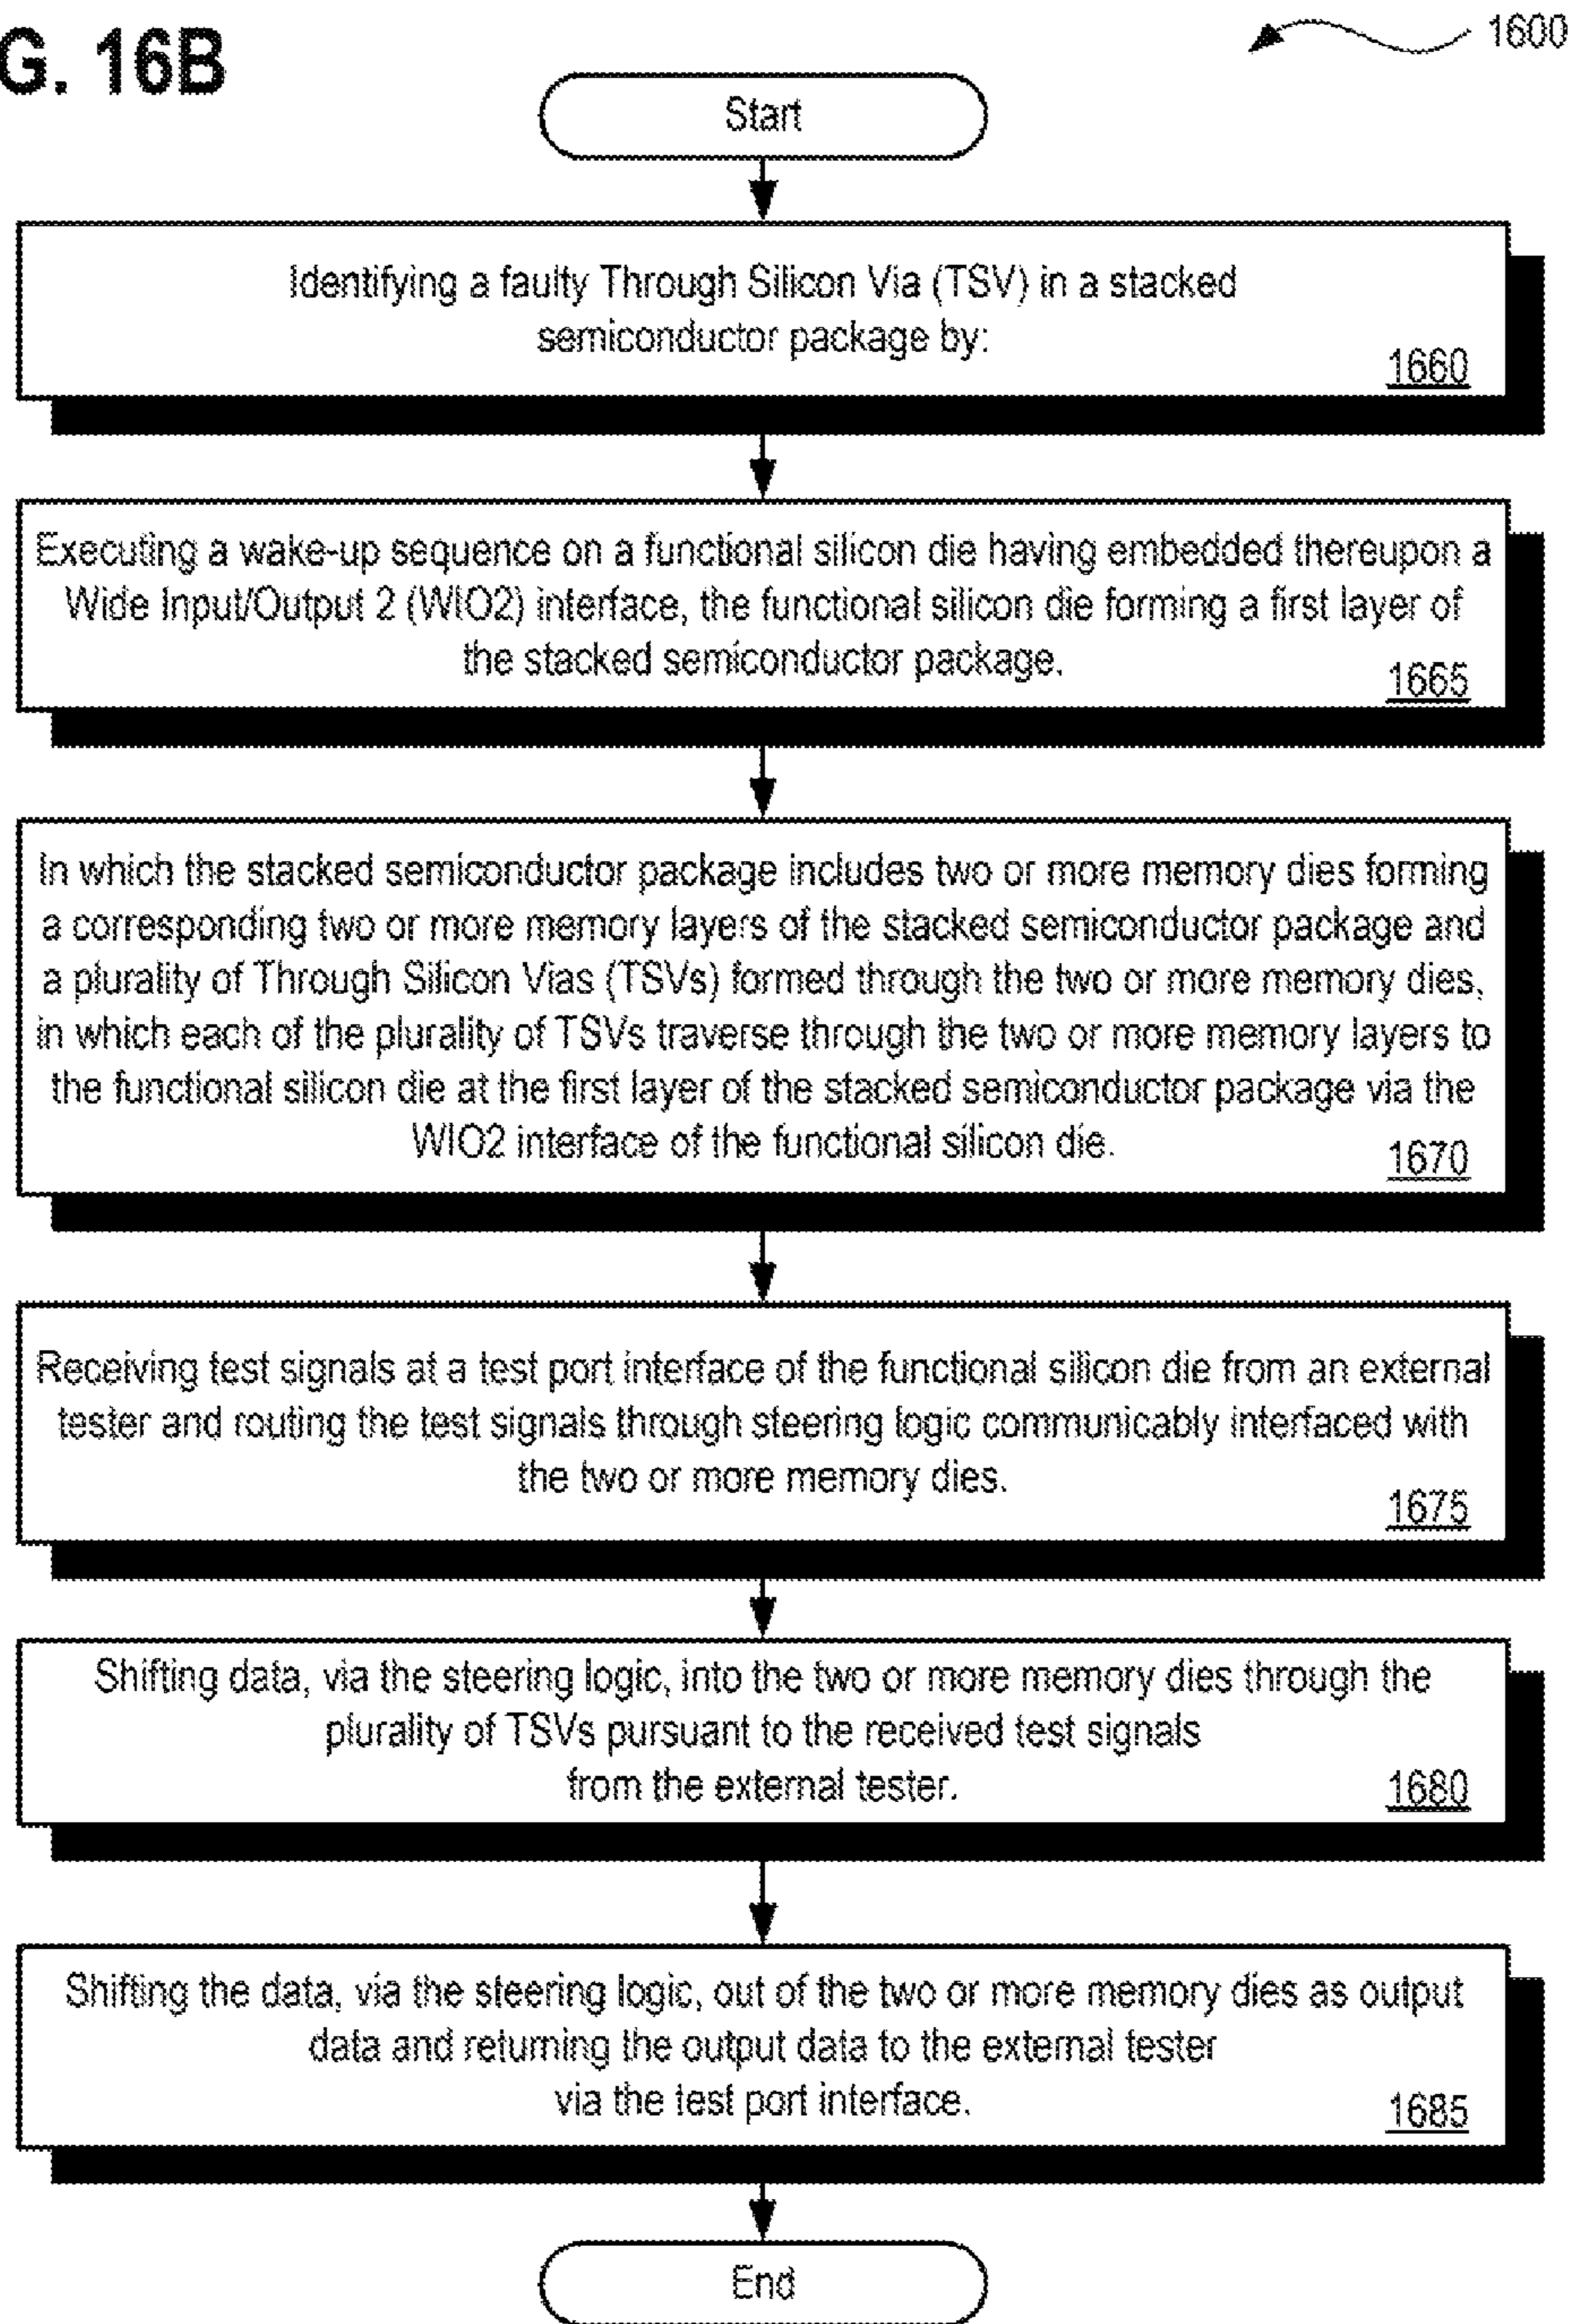 G. 16B
1600
Start
Identifying a faulty Through Silicon Via (TSV) in a stacked
semiconductor package by:
1660
Executing a wake-up sequence on a functional silicon die having embedded thereupon a
Wide Input/Output 2 (WIO2) interface, the functional silicon die forming a first layer of
the stacked semiconductor package.
1665
In which the stacked semiconductor package includes two or more memory dies forming
a corresponding two or more memory layers of the stacked semiconductor package and
a plurality of Through Silicon Vias (TSVs) formed through the two or more memory dies,
in which each of the plurality of TSVs traverse through the two or more memory layers to
the functional silicon die at the first layer of the stacked semiconductor package via the
WIO2 interface of the functional silicon die.
1670
Receiving test signals at a test port interface of the functional silicon die from an external
tester and routing the test signals through steering logic communicably interfaced with
the two or more memory dies.
1675
Shifting data, via the steering logic, into the two or more memory dies through the
plurality of TSVs pursuant to the received test signals
from the external tester.
1680
Shifting the data, via the steering logic, out of the two or more memory dies as output
data and returning the output data to the external tester
via the test port interface.
1685
End